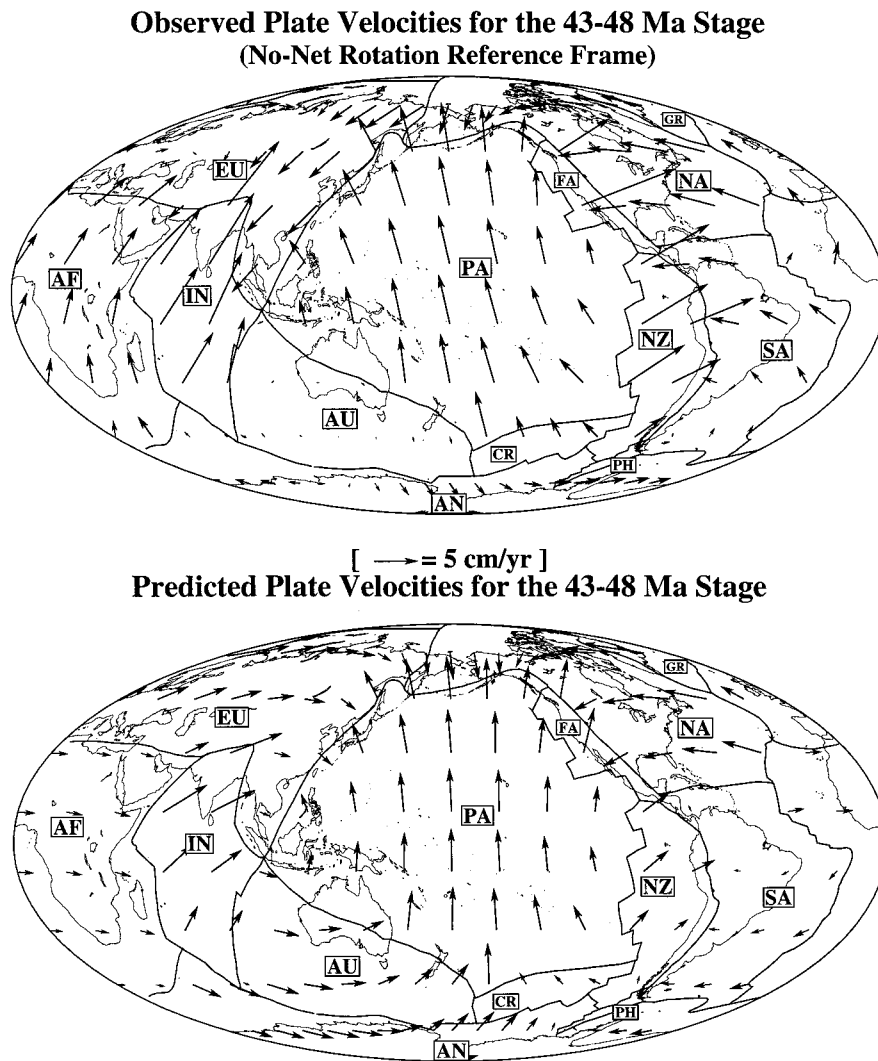 Observed Plate Velocities for the 43-48 Ma Stage
(No-Net Rotation Reference Frame)
GR
EU
FA
NA
AF
IN
PA
NZ
SA
AU
CR
PH
AN
[ → = 5 cm/yr ]
Predicted Plate Velocities for the 43-48 Ma Stage
GR
EU
FA
NA
AF
IN
PA
NZ
SA
AU
CR
PH
AN